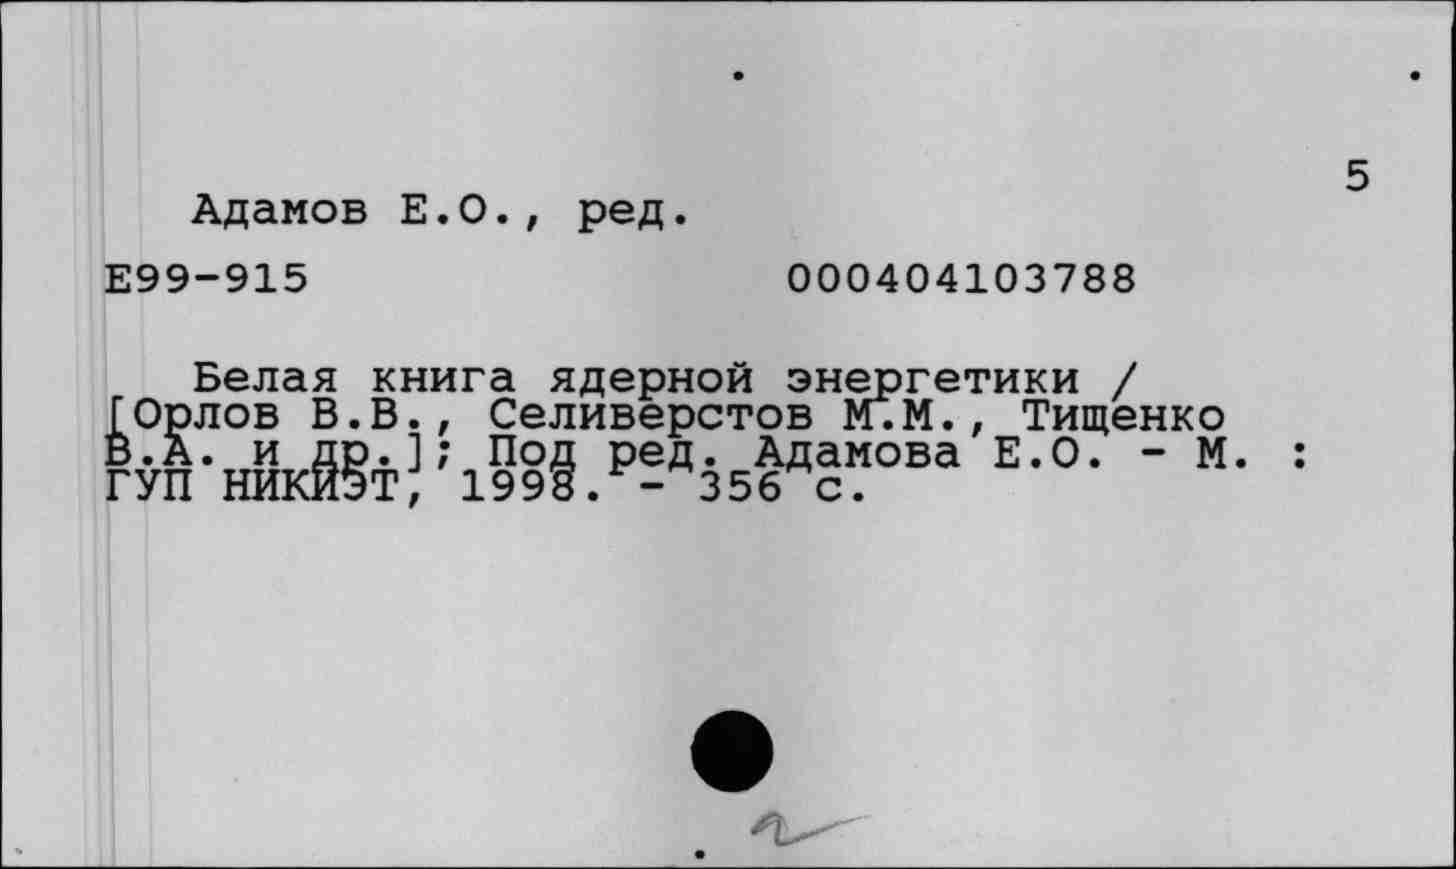 5
Адамов Е.О., ред.
Е99-915 000404103788
Белая книга ядерной энергетики /
[Орлов В.В., Селиверстов М.М., Тищенко
В.А. и др.]; Под ред. Адамова Е.О. - М. :
ГУП НИКИЭТ, 1998. - 356 с.